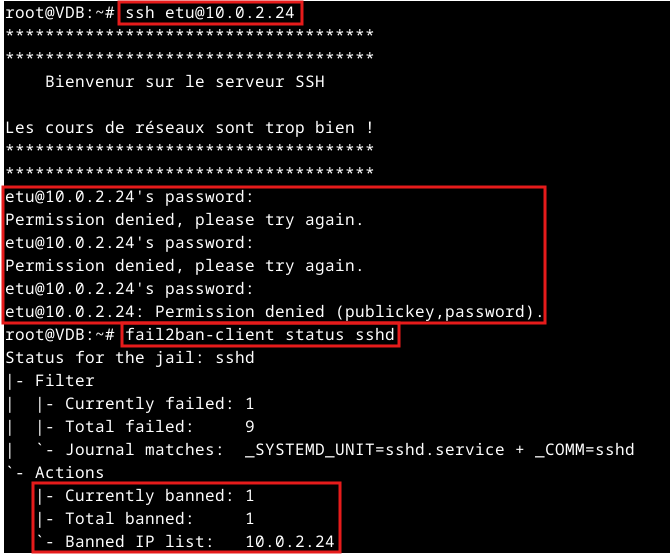 root@VDB:~# ssh etu@10.0.2.24
*************************************
*************************************
    Bienvenur sur le serveur SSH
Les cours de réseaux sont trop bien !
*************************************
*************************************
etu@10.0.2.24's password:
Permission denied, please try again.
etu@10.0.2.24's password:
Permission denied, please try again.
etu@10.0.2.24's password:
etu@10.0.2.24: Permission denied (publickey,password).
root@VDB:~# fail2ban-client status sshd
Status for the jail: sshd
|- Filter
|  |- Currently failed: 1
|  |- Total failed:     9
|  `- Journal matches:  _SYSTEMD_UNIT=sshd.service + _COMM=sshd
`- Actions
   |- Currently banned: 1
   |- Total banned:     1
   `- Banned IP list:   10.0.2.24